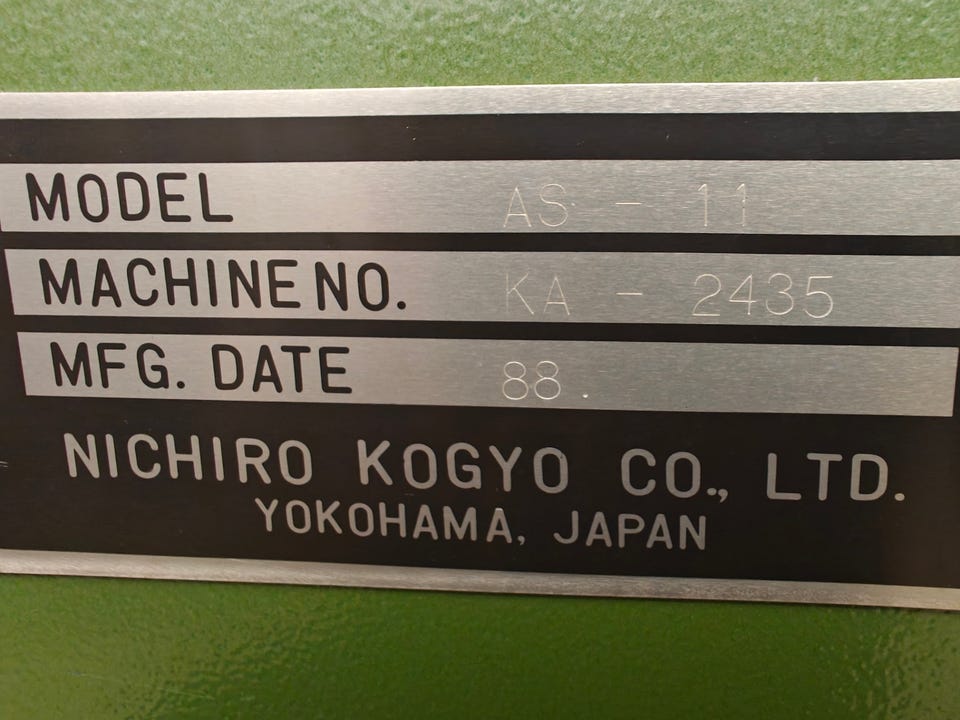 MODEL AS - 11
MACHINE NO. KA - 2435
MFG. DATE 88.
NICHIRO KOGYO CO., LTD.
YOKOHAMA, JAPAN